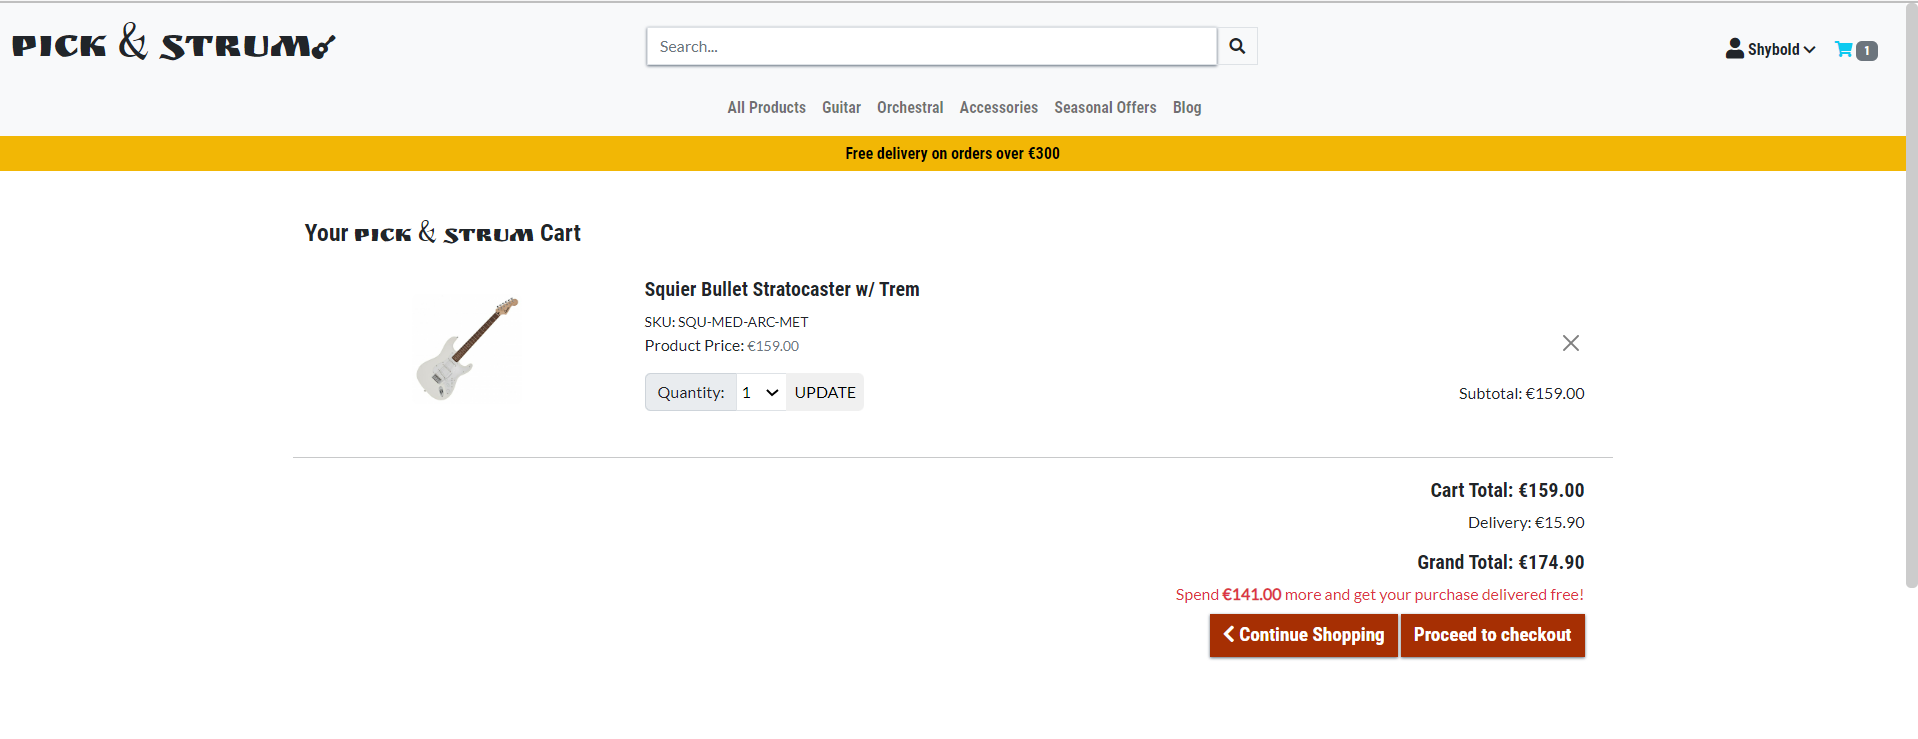 PICK & STRUM
Search...
Shybold
1
All Products Guitar Orchestral Accessories Seasonal Offers Blog
Free delivery on orders over €300
Your PICK & STRUM Cart
Squier Bullet Stratocaster w/ Trem
SKU: SQU-MED-ARC-MET
Product Price: €159.00
Quantity: 1 UPDATE
Subtotal: €159.00
Cart Total: €159.00
Delivery: €15.90
Grand Total: €174.90
Spend €141.00 more and get your purchase delivered free!
Continue Shopping Proceed to checkout